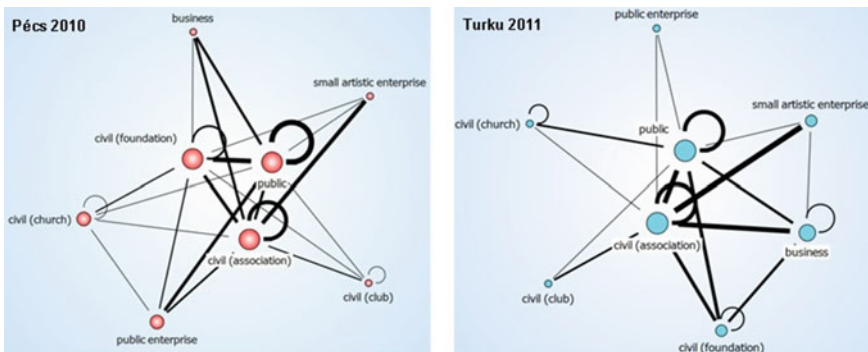 Pécs 2010
business
small artistic enterprise
civil (foundation)
public
civil (church)
civil (association)
civil (club)
public enterprise
Turku 2011
public enterprise
small artistic enterprise
civil (church)
public
civil (association)
business
civil (club)
civil (foundation)